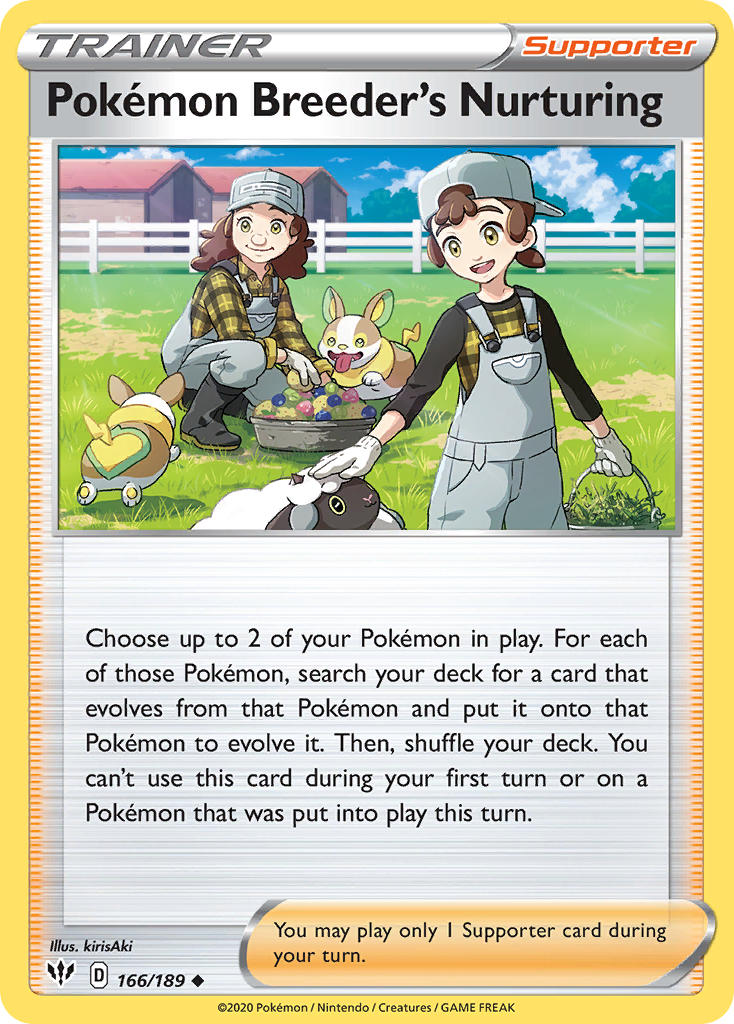 TRAINER
Supporter
Pokémon Breeder's Nurturing
Choose up to 2 of your Pokémon in play. For each
of those Pokémon, search your deck for a card that
evolves from that Pokémon and put it onto that
Pokémon to evolve it. Then, shuffle your deck. You
can't use this card during your first turn or on a
Pokémon that was put into play this turn.
You may play only 1 Supporter card during
your turn.
Illus. kirisAki
D 166/189
©2020 Pokémon / Nintendo / Creatures / GAME FREAK